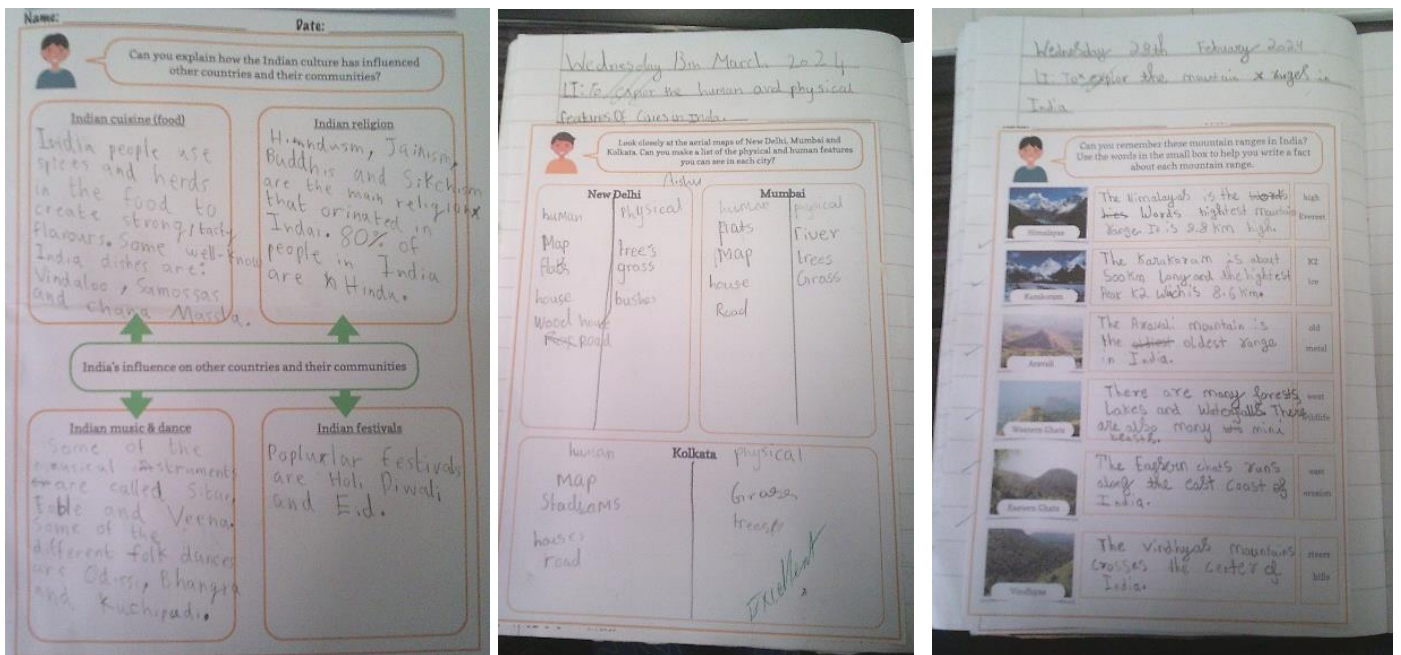 Name:
Date:
Can you explain how the Indian culture has influenced
other countries and their communities?
Indian cuisine (food)
India people use
spices and herds
in the food to
create strong/tasty
flavours. Some well-know
India dishes are:
Vindaloo, Samossas
and chana Masala.
Indian religion
Hinndusm, Jainism,
Buddhis and Sikchism
are the main religion
that orinated in
Indai. 80% of
people in India
are Hindu.
India's influence on other countries and their communities
Indian music & dance
Some of the
musical instruments
are called Sitar,
Table and Veena.
Some of the
different folk dances
are Odissi, Bhangra
and Kuchipudi.
Indian festivals
Popluxlar festivals
are Holi Diwali
and Eid.
Wednesday 13th March 2024
LI: To explor the human and physical
features Of Cities in India.
Look closely at the aerial maps of New Delhi, Mumbai and
Kolkata. Can you make a list of the physical and human features
you can see in each city?
New Delhi
human
Map
flats
house
Wood house
Road
physical
trees
grass
bushes
Mumbai
human
flats
Map
house
Road
pysical
river
trees
Grass
Kolkata
human
Map
Stadioms
houses
road
physical
Grass
trees
Excellent
Wednesday 28th Febuary 2024
LI: To explor the mountain ranges in
India
Can you remember these mountain ranges in India?
Use the words in the small box to help you write a fact
about each mountain range.
Himalayas
The Himalayas is the
Words hightest mountain
range It is 8.8 km high.
high
Everest
Karakoram
The Karakoram is about
500km Long and the highest
Peak K2 Which is 8.6 km.
K2
ice
Aravali
The Aravali mountain is
the oldest range
in India.
old
metal
Western Ghats
There are many forests,
Lakes and Waterfalls. There
are also many mini
beasts.
west
wildlife
Eastern Ghats
The Eastern Ghats runs
along the east coast of
India.
east
erosion
Vindhyas
The Vindhyas mountains
crosses the center of
India.
rivers
hills